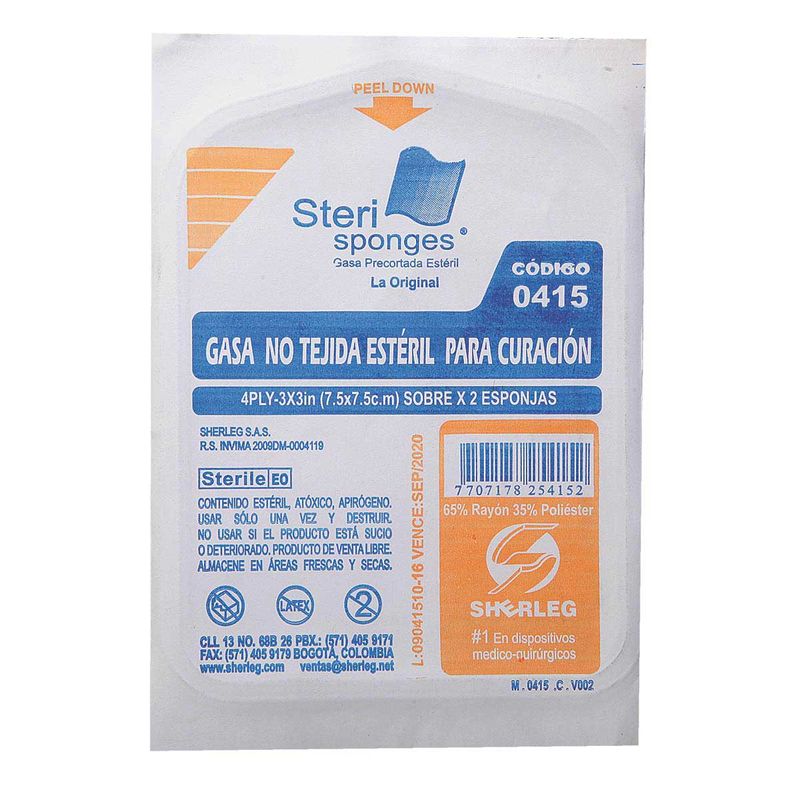 PEEL DOWN
Steri
sponges®
Gasa Precortada Estéril
La Original
CÓDIGO
0415
GASA NO TEJIDA ESTÉRIL PARA CURACIÓN
4PLY-3X3in (7.5x7.5c.m) SOBRE X 2 ESPONJAS
SHERLEG S.A.S.
R.S. INVIMA 2009DM-0004119
Sterile EO
CONTENIDO ESTÉRIL, ATÓXICO, APIRÓGENO.
USAR SÓLO UNA VEZ Y DESTRUIR.
NO USAR SI EL PRODUCTO ESTÁ SUCIO
O DETERIORADO. PRODUCTO DE VENTA LIBRE.
ALMACENE EN ÁREAS FRESCAS Y SECAS.
LATEX
2
CLL 13 NO. 68B 26 PBX.: (571) 405 9171
FAX: (571) 405 9179 BOGOTÁ, COLOMBIA
www.sherleg.com ventas@sherleg.net
L:09041510-16 VENCE:SEP/2020
7707178 254152
65% Rayón 35% Poliéster
SHERLEG
#1 En dispositivos
medico-quirúrgicos
M . 0415 .C . V002